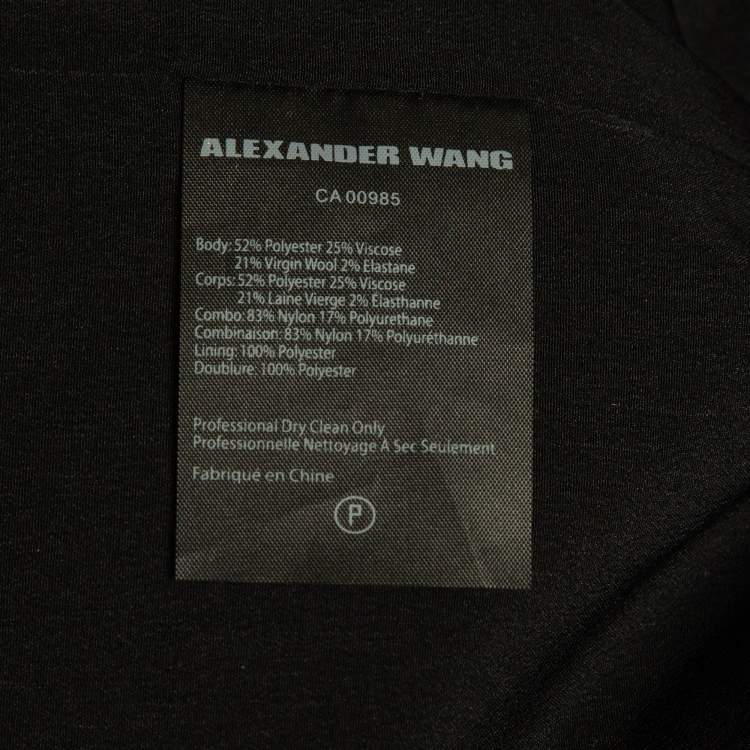 ALEXANDER WANG
CA 00985
Body: 52% Polyester 25% Viscose
21% Virgin Wool 2% Elastane
Corps: 52% Polyester 25% Viscose
21% Laine Vierge 2% Elasthanne
Combo: 83% Nylon 17% Polyurethane
Combinaison: 83% Nylon 17% Polyuréthanne
Lining: 100% Polyester
Doublure: 100% Polyester
Professional Dry Clean Only
Professionnelle Nettoyage À Sec Seulement
Fabriqué en Chine
P